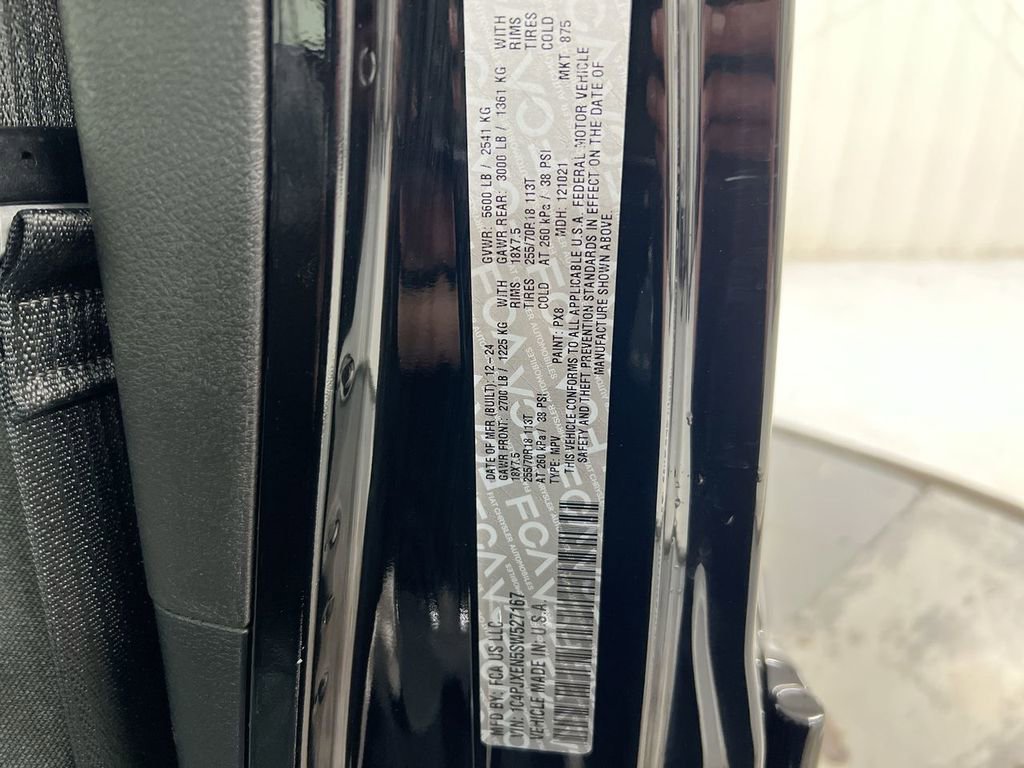 MFD BY: FCA US LLC
DATE OF MFR (BUILT): 12-24
GVWR: 5600 LB / 2541 KG
GAWR FRONT: 2700 LB / 1225 KG WITH
GAWR REAR: 3000 LB / 1361 KG WITH
18X7.5 RIMS
18X7.5 RIMS
255/70R18 113T TIRES
255/70R18 113T TIRES
AT 260 kPa / 38 PSI COLD
AT 260 kPa / 38 PSI COLD
VIN: 1C4PJXEN5SW527167
TYPE: MPV PAINT: PX8 MDH: 121021 MKT: 875
VEHICLE MADE IN: U.S.A.
THIS VEHICLE CONFORMS TO ALL APPLICABLE U.S.A. FEDERAL MOTOR VEHICLE
SAFETY AND THEFT PREVENTION STANDARDS IN EFFECT ON THE DATE OF
MANUFACTURE SHOWN ABOVE.